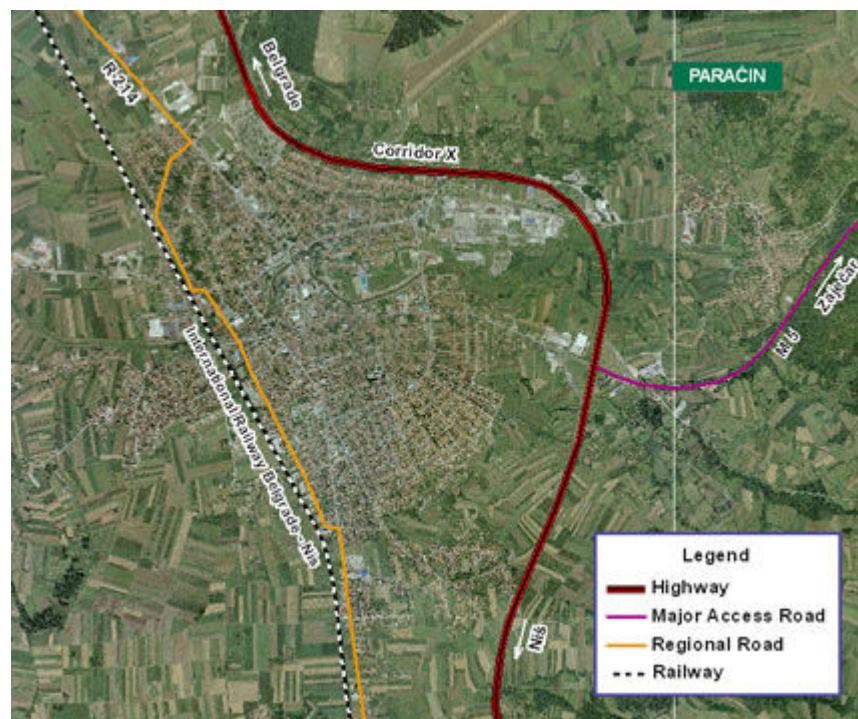 Belgrade
R-214
PARAĆIN
Corridor X
Zaječar
M 5
International Railway Belgrade - Niš
Niš
Legend
Highway
Major Access Road
Regional Road
Railway